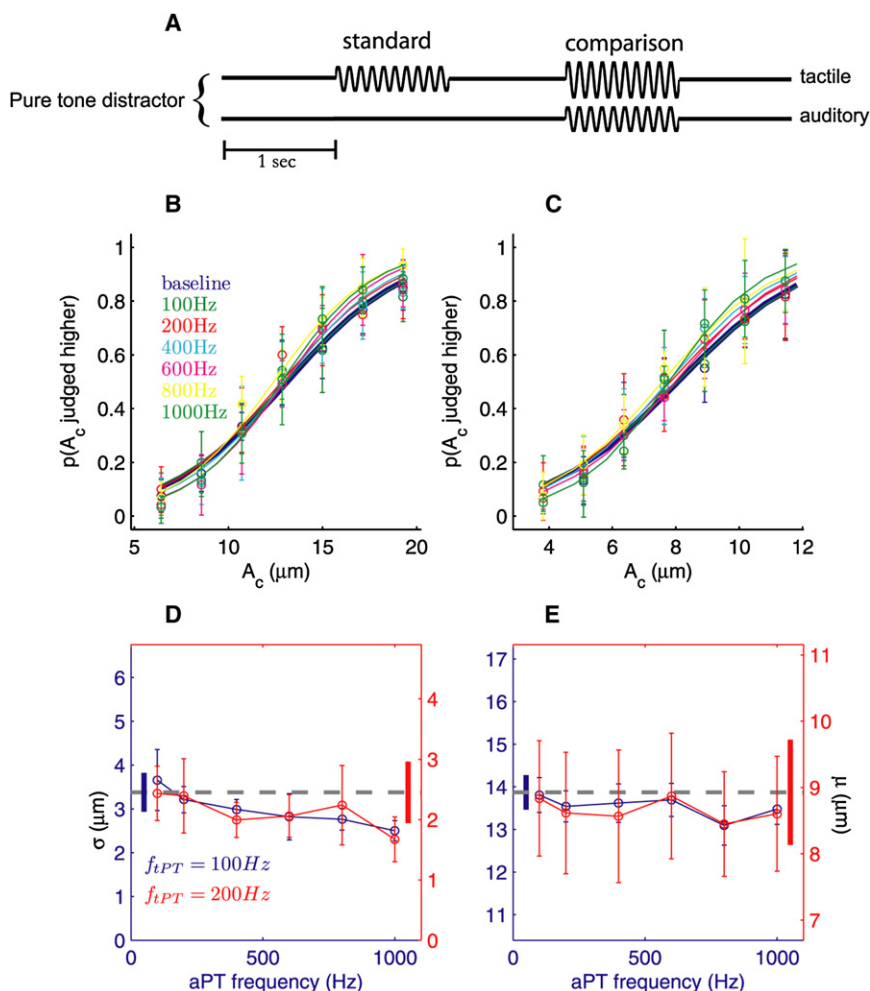 A
standard
comparison
Pure tone distractor
tactile
auditory
1 sec
B
C
p(A_c judged higher)
1
0.8
0.6
0.4
0.2
0
baseline
100Hz
200Hz
400Hz
600Hz
800Hz
1000Hz
5
10
15
20
A_c (μm)
p(A_c judged higher)
1
0.8
0.6
0.4
0.2
0
4
6
8
10
12
A_c (μm)
D
E
σ (μm)
6
5
4
3
2
1
0
4
3
2
1
0
f_tPT = 100Hz
f_tPT = 200Hz
0
500
1000
aPT frequency (Hz)
17
16
15
14
13
12
11
11
10
9
8
7
μ (μm)
0
500
1000
aPT frequency (Hz)